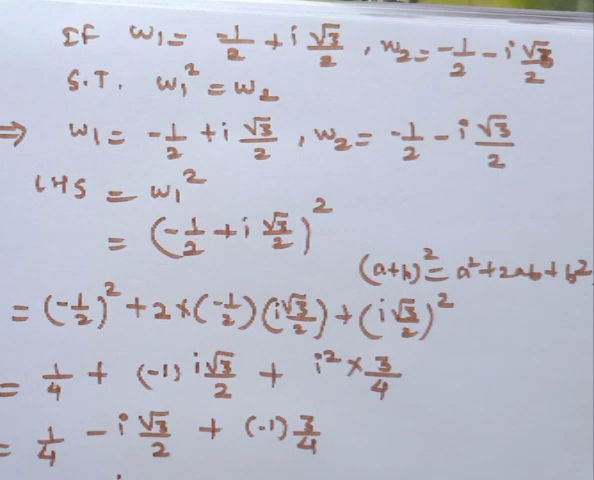 IF w₁ = -1/2 + i √3/2 , w₂ = -1/2 - i √3/2
S.T. w₁² = w₂
⇒ w₁ = -1/2 + i √3/2 , w₂ = -1/2 - i √3/2
LHS = w₁²
= (-1/2 + i √3/2)²
(a+b)² = a² + 2ab + b²
= (-1/2)² + 2×(-1/2)(i√3/2) + (i √3/2)²
= 1/4 + (-1) i√3/2 + i² × 3/4
= 1/4 - i √3/2 + (-1) 3/4